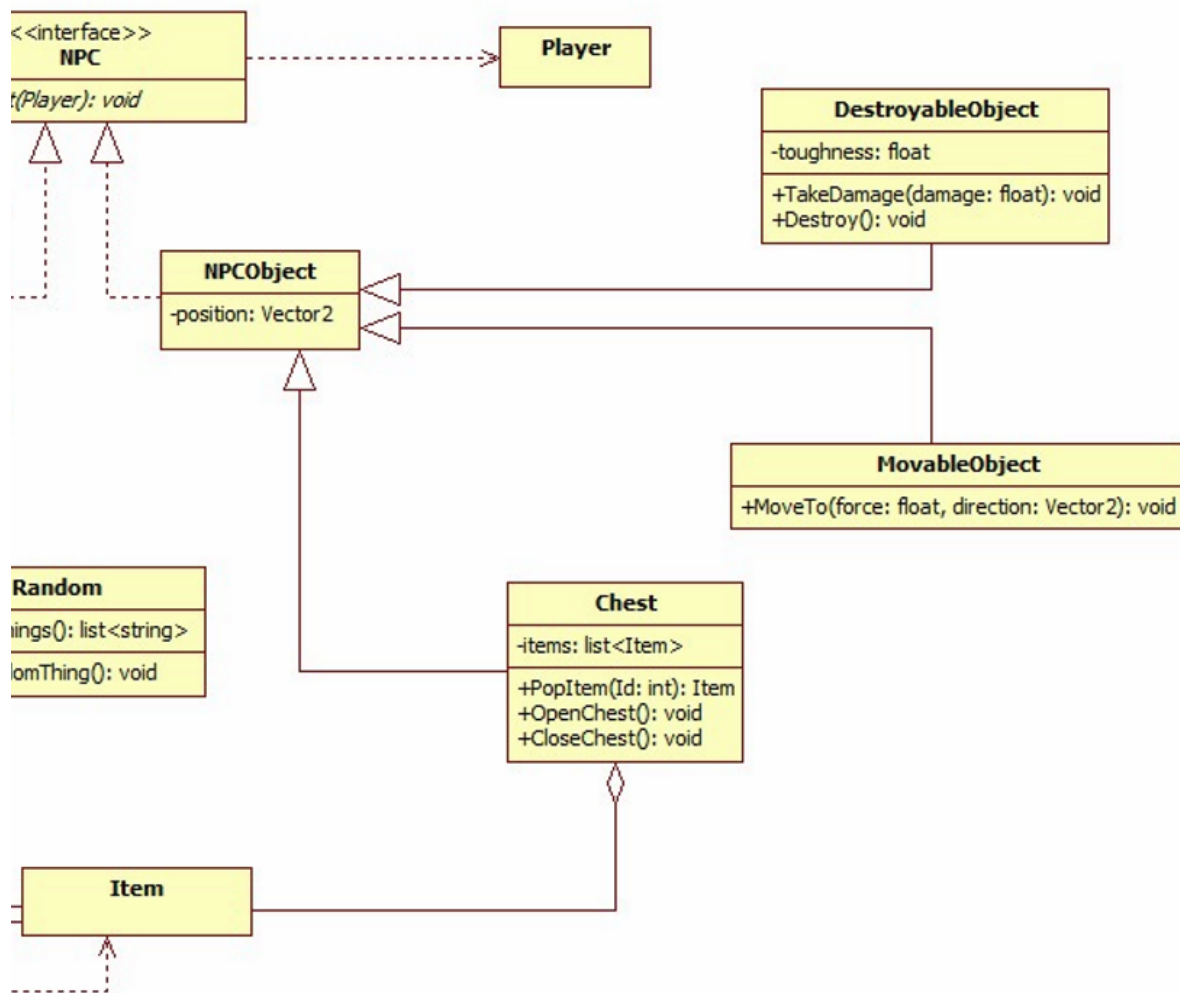 <<interface>>
NPC
t(Player): void
Player
DestroyableObject
-toughness: float
+TakeDamage(damage: float): void
+Destroy(): void
NPCObject
-position: Vector2
MovableObject
+MoveTo(force: float, direction: Vector2): void
Random
ings(): list<string>
omThing(): void
Chest
-items: list<Item>
+PopItem(Id: int): Item
+OpenChest(): void
+CloseChest(): void
Item